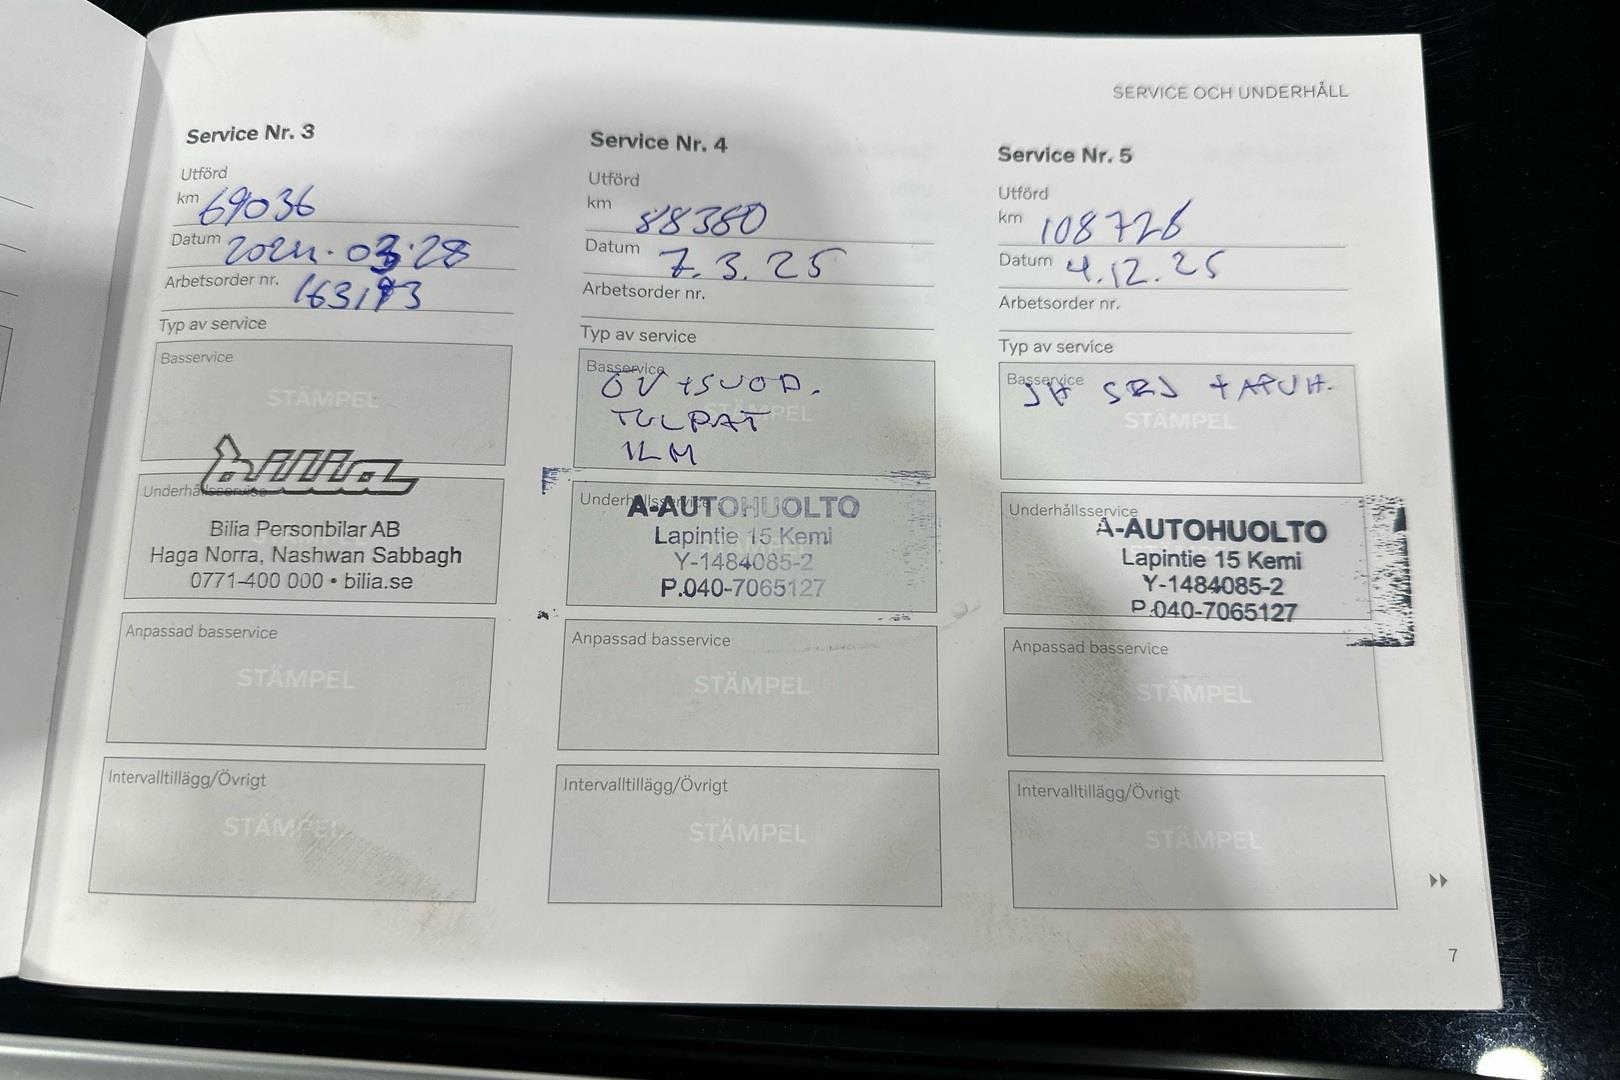 SERVICE OCH UNDERHÅLL
Service Nr. 3
Utförd
km 69036
Datum 2024.03.28
Arbetsorder nr. 163193
Typ av service
Basservice
STÄMPEL
bilia
Underhållsservice
Bilia Personbilar AB
Haga Norra, Nashwan Sabbagh
0771-400 000 • bilia.se
Anpassad basservice
STÄMPEL
Intervalltillägg/Övrigt
STÄMPEL
Service Nr. 4
Utförd
km 88380
Datum 7.3.25
Arbetsorder nr.
Typ av service
Basservice
ÖV+SUOD.
STÄMPEL
TULPAT
ILM
Underhållsservice
A-AUTOHUOLTO
Lapintie 15 Kemi
Y-1484085-2
P.040-7065127
Anpassad basservice
STÄMPEL
Intervalltillägg/Övrigt
STÄMPEL
Service Nr. 5
Utförd
km 108726
Datum 4.12.25
Arbetsorder nr.
Typ av service
Basservice
STÄMPEL
Underhållsservice
A-AUTOHUOLTO
Lapintie 15 Kemi
Y-1484085-2
P.040-7065127
Anpassad basservice
STÄMPEL
Intervalltillägg/Övrigt
STÄMPEL
7